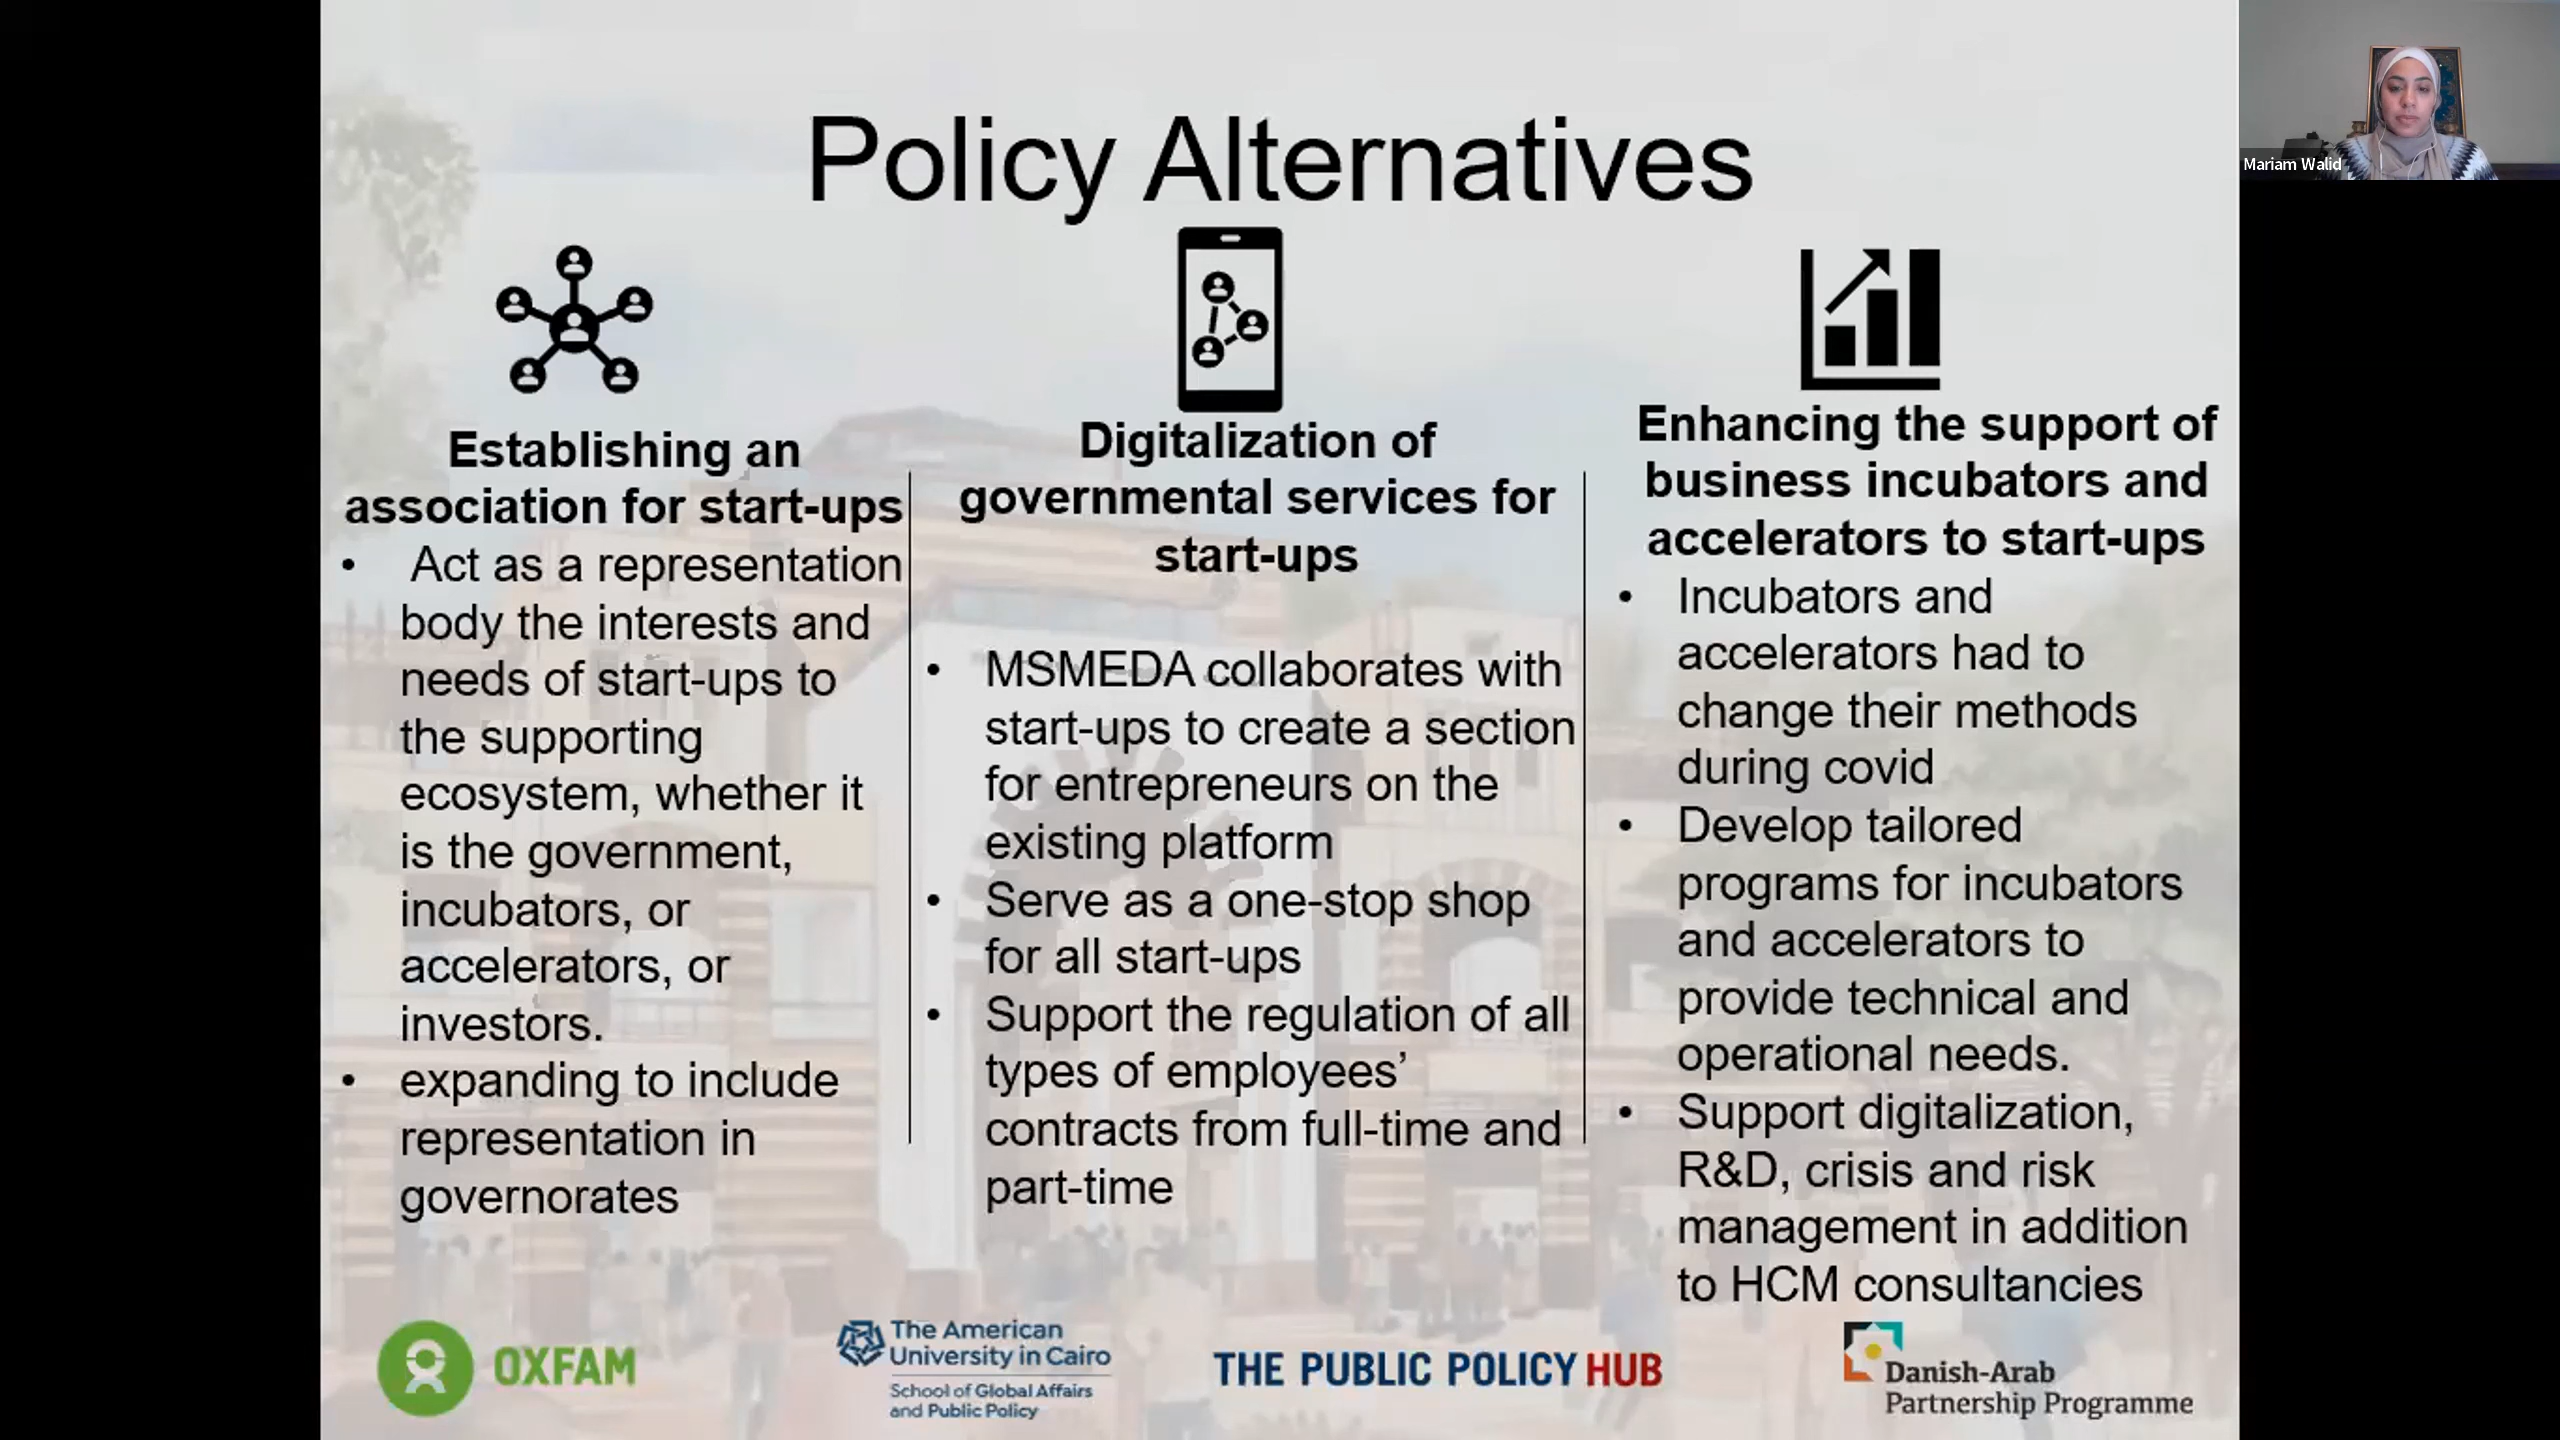 Policy Alternatives
Mariam Walid
Establishing an
association for start-ups
• Act as a representation
body the interests and
needs of start-ups to
the supporting
ecosystem, whether it
is the government,
incubators, or
accelerators, or
investors.
• expanding to include
representation in
governorates
Digitalization of
governmental services for
start-ups
• MSMEDA collaborates with
start-ups to create a section
for entrepreneurs on the
existing platform
• Serve as a one-stop shop
for all start-ups
• Support the regulation of all
types of employees’
contracts from full-time and
part-time
Enhancing the support of
business incubators and
accelerators to start-ups
• Incubators and
accelerators had to
change their methods
during covid
• Develop tailored
programs for incubators
and accelerators to
provide technical and
operational needs.
• Support digitalization,
R&D, crisis and risk
management in addition
to HCM consultancies
OXFAM
The American
University in Cairo
School of Global Affairs
and Public Policy
THE PUBLIC POLICY HUB
Danish-Arab
Partnership Programme